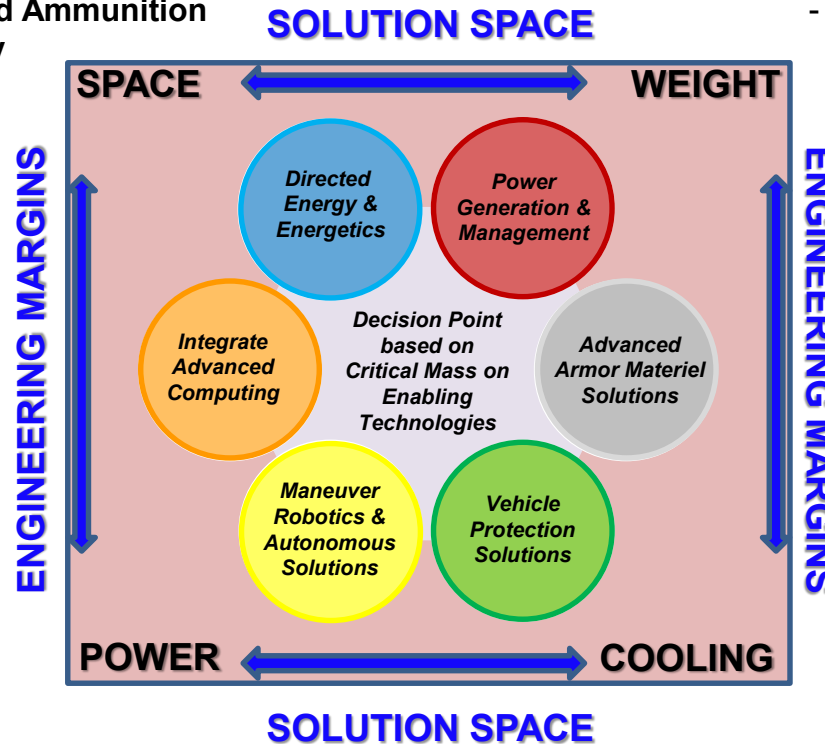 d Ammunition
y
-
SOLUTION SPACE
SPACE
WEIGHT
ENGINEERING MARGINS
ENGINEERING MARGINS
Directed
Energy &
Energetics
Power
Generation &
Management
Integrate
Advanced
Computing
Decision Point
based on
Critical Mass on
Enabling
Technologies
Advanced
Armor Materiel
Solutions
Maneuver
Robotics &
Autonomous
Solutions
Vehicle
Protection
Solutions
POWER
COOLING
SOLUTION SPACE